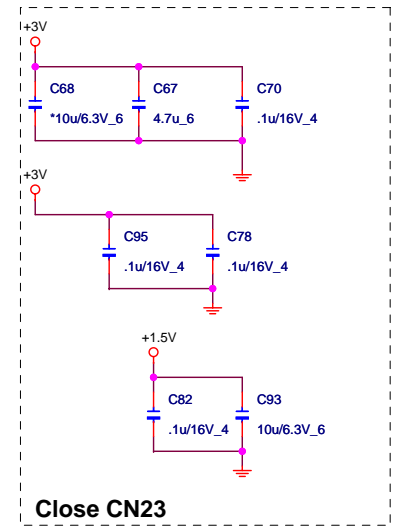 +3V
C68 C67 C70
*10u/6.3V_6 4.7u_6 .1u/16V_4
+3V
C95 C78
.1u/16V_4 .1u/16V_4
+1.5V
C82 C93
.1u/16V_4 10u/6.3V_6
Close CN23